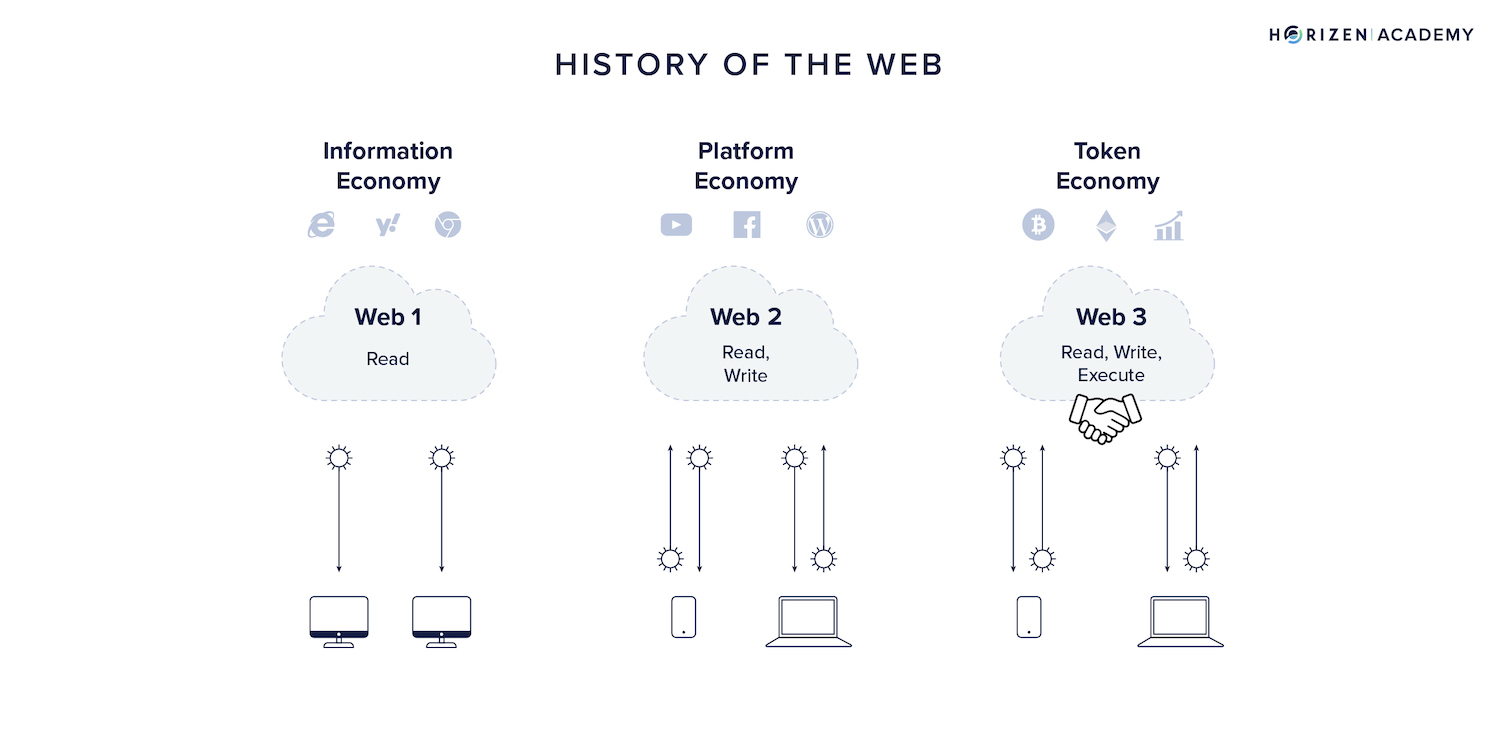 HORIZEN | ACADEMY
HISTORY OF THE WEB
Information
Economy
Platform
Economy
Token
Economy
Web 1
Read
Web 2
Read,
Write
Web 3
Read, Write,
Execute